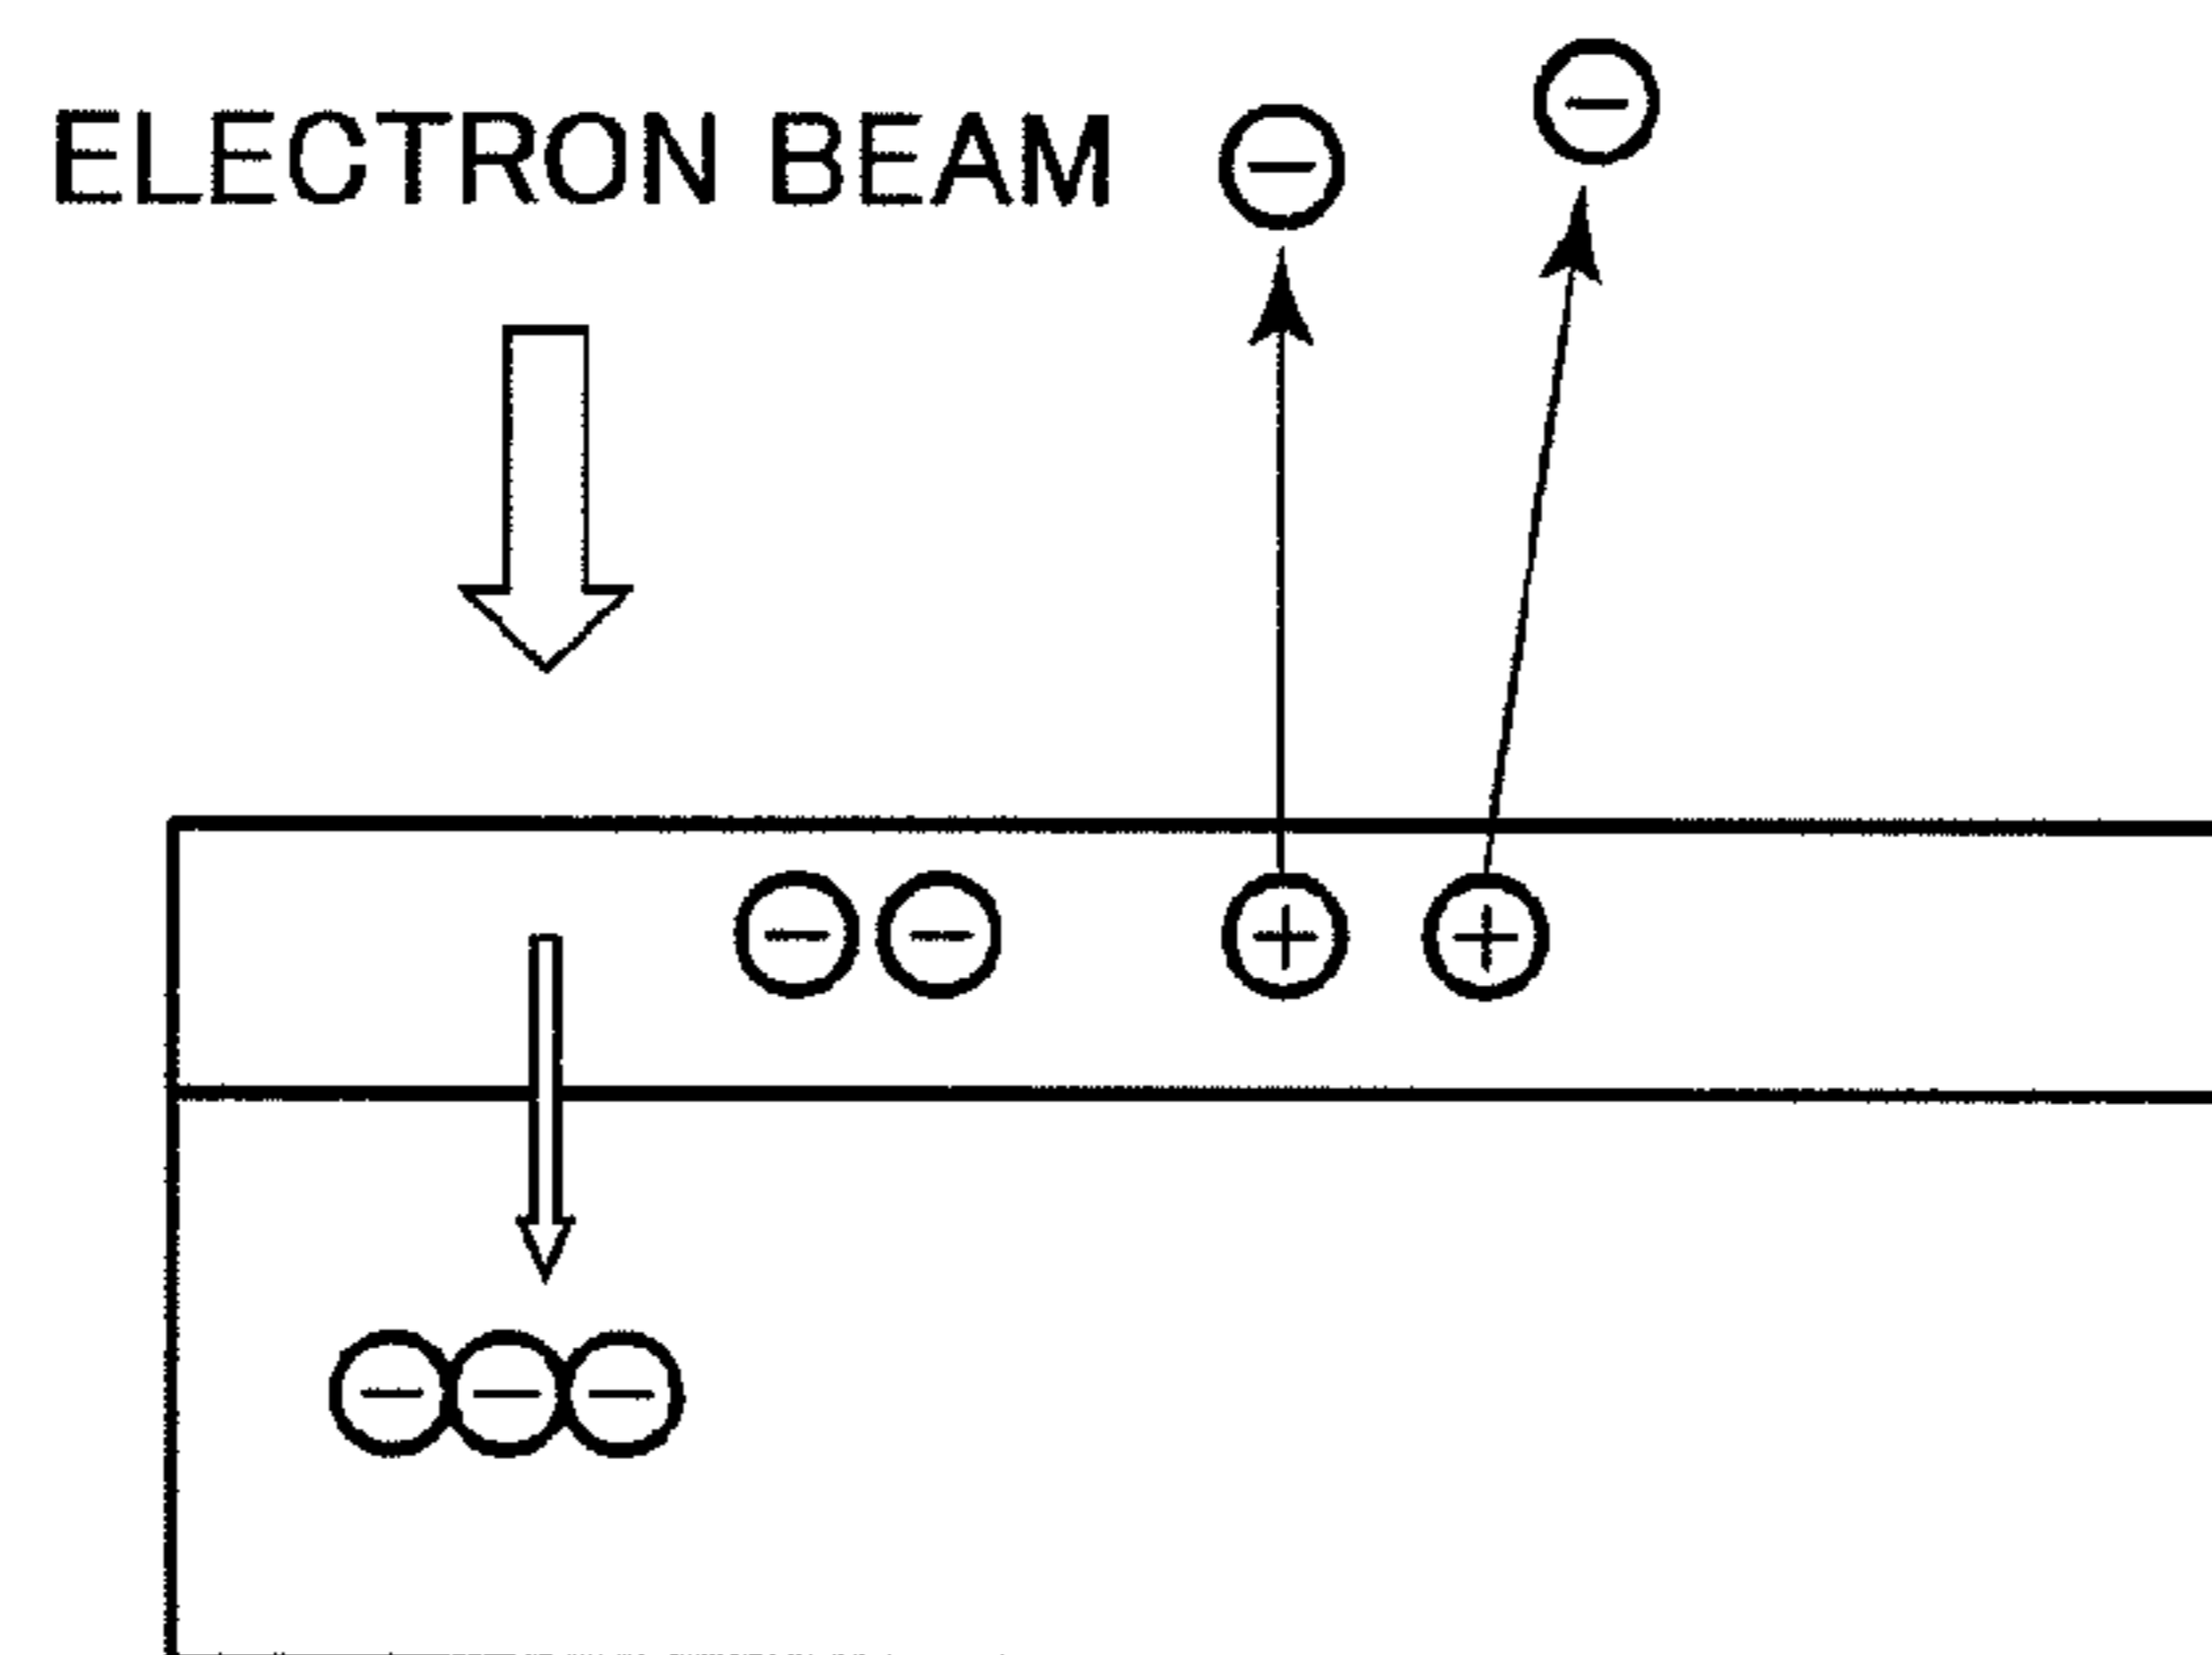 ELECTRON BEAM
⊖
⊖
⊖ ⊖ ⊕ ⊕
⊖⊖⊖